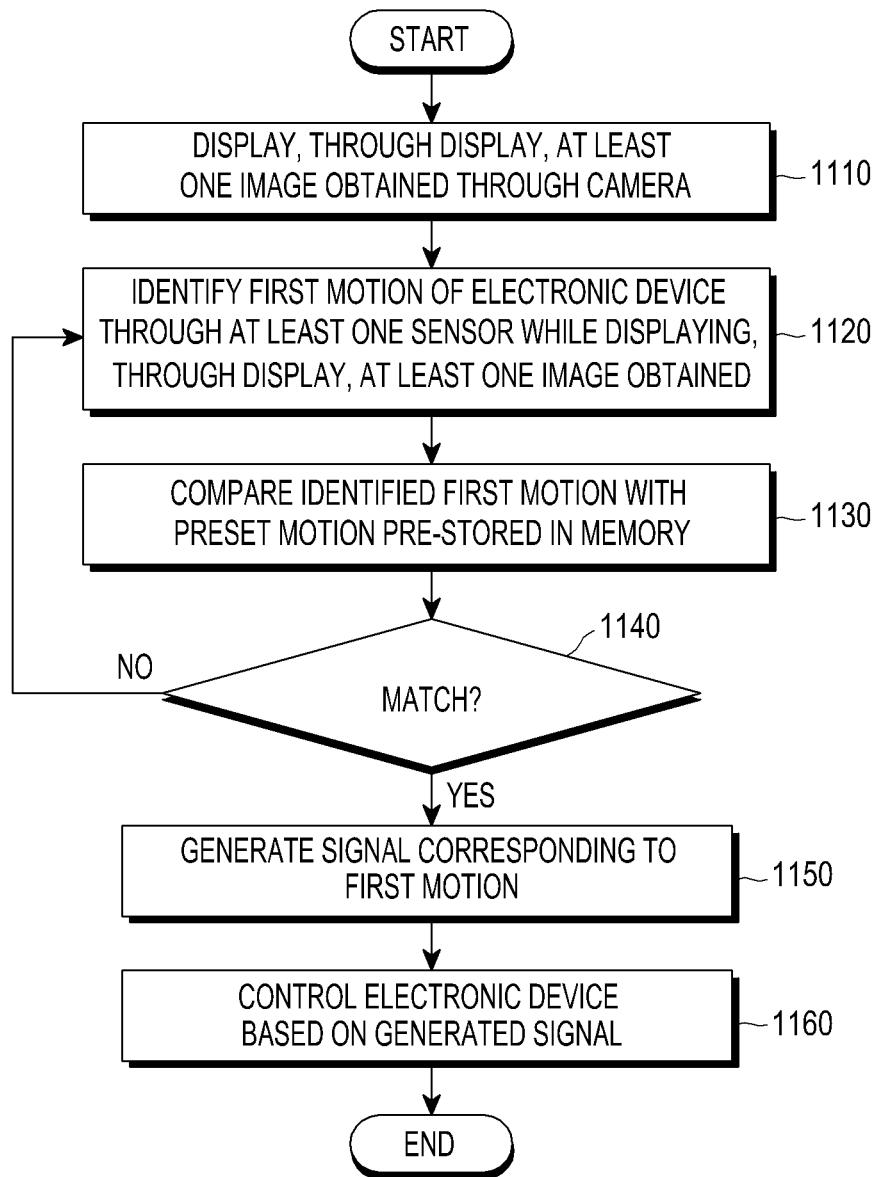 START
DISPLAY, THROUGH DISPLAY, AT LEAST
ONE IMAGE OBTAINED THROUGH CAMERA
1110
IDENTIFY FIRST MOTION OF ELECTRONIC DEVICE
THROUGH AT LEAST ONE SENSOR WHILE DISPLAYING,
THROUGH DISPLAY, AT LEAST ONE IMAGE OBTAINED
1120
COMPARE IDENTIFIED FIRST MOTION WITH
PRESET MOTION PRE-STORED IN MEMORY
1130
1140
NO
MATCH?
YES
GENERATE SIGNAL CORRESPONDING TO
FIRST MOTION
1150
CONTROL ELECTRONIC DEVICE
BASED ON GENERATED SIGNAL
1160
END